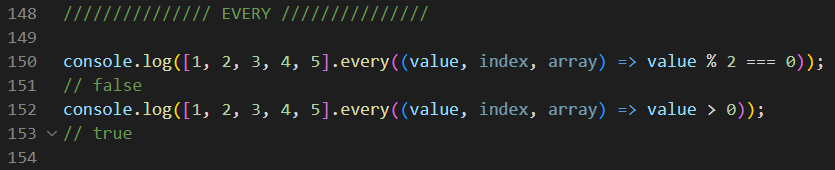 148 /////////////// EVERY ///////////////
149
150 console.log([1, 2, 3, 4, 5].every((value, index, array) => value % 2 === 0));
151 // false
152 console.log([1, 2, 3, 4, 5].every((value, index, array) => value > 0));
153 // true
154